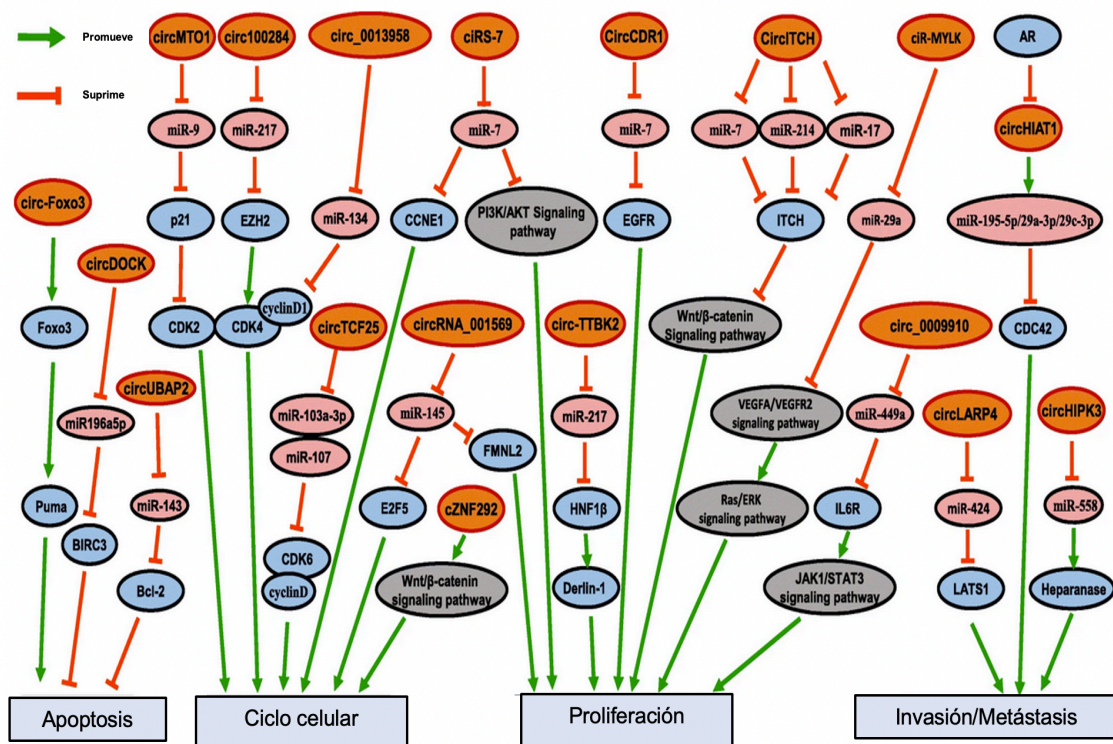 Promueve
Suprime
circMTO1
circ100284
circ_0013958
ciRS-7
CircCDR1
CircITCH
ciR-MYLK
AR
miR-9
miR-217
miR-7
miR-7
miR-7
miR-214
miR-17
circHIAT1
circ-Foxo3
p21
EZH2
miR-134
CCNE1
PI3K/AKT Signaling
pathway
EGFR
ITCH
miR-29a
miR-195-5p/29a-3p/29c-3p
circDOCK
Foxo3
CDK2
CDK4
cyclinD1
circTCF25
circRNA_001569
circ-TTBK2
Wnt/β-catenin
Signaling pathway
circ_0009910
CDC42
circUBAP2
miR196a5p
miR-103a-3p
miR-107
miR-145
FMNL2
miR-217
VEGFA/VEGFR2
signaling pathway
miR-449a
circLARP4
circHIPK3
Puma
BIRC3
miR-143
E2F5
cZNF292
HNF1β
Ras/ERK
signaling pathway
IL6R
miR-424
miR-558
Bcl-2
CDK6
cyclinD
Wnt/β-catenin
signaling pathway
Derlin-1
JAK1/STAT3
signaling pathway
LATS1
Heparanase
Apoptosis
Ciclo celular
Proliferación
Invasión/Metástasis